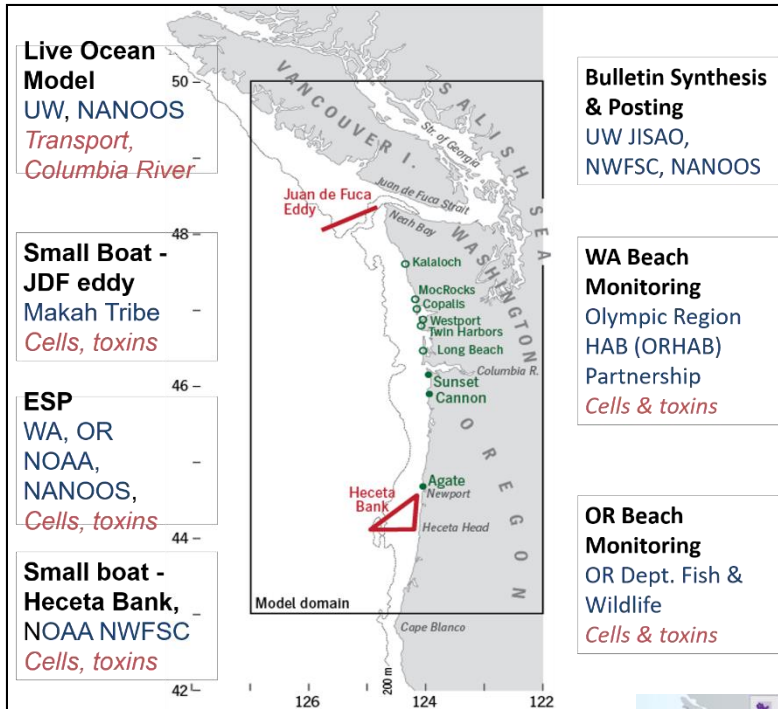 Live Ocean
Model
UW, NANOOS
Transport,
Columbia River
Small Boat -
JDF eddy
Makah Tribe
Cells, toxins
ESP
WA, OR
NOAA,
NANOOS,
Cells, toxins
Small boat -
Heceta Bank,
NOAA NWFSC
Cells, toxins
50
48
46
44
42
126
124
122
VANCOUVER I.
SALISH SEA
Str. of Georgia
Juan de Fuca Strait
Juan de Fuca
Eddy
Neah Bay
WASHINGTON
Kalaloch
MocRocks
Copalis
Westport
Twin Harbors
Long Beach
Columbia R.
Sunset
Cannon
OREGON
Agate
Newport
Heceta
Bank
Heceta Head
Model domain
Cape Blanco
200 m
Bulletin Synthesis
& Posting
UW JISAO,
NWFSC, NANOOS
WA Beach
Monitoring
Olympic Region
HAB (ORHAB)
Partnership
Cells & toxins
OR Beach
Monitoring
OR Dept. Fish &
Wildlife
Cells & toxins